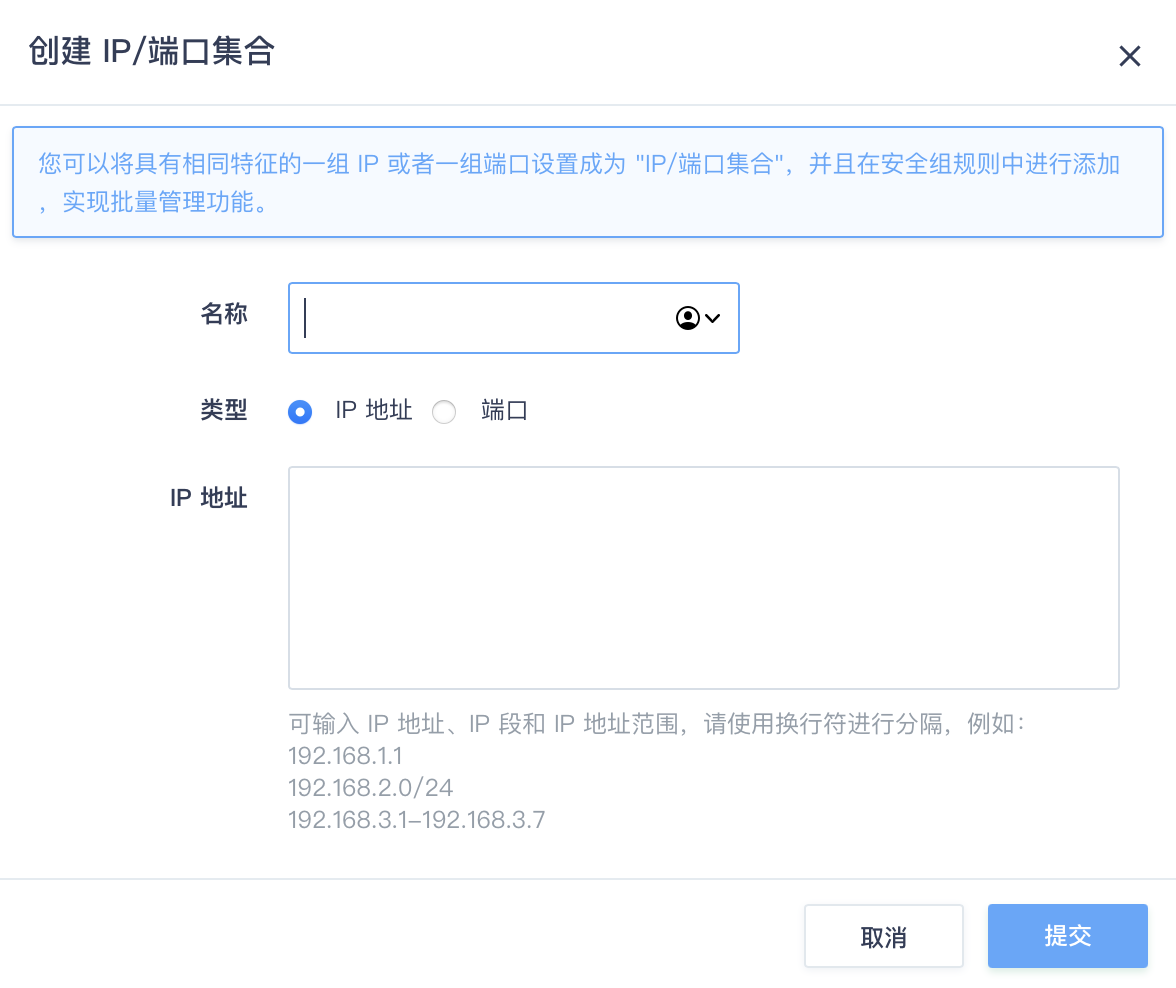 创建 IP/端口集合
您可以将具有相同特征的一组 IP 或者一组端口设置成为 "IP/端口集合"，并且在安全组规则中进行添加
，实现批量管理功能。
名称
类型 IP 地址 端口
IP 地址
可输入 IP 地址、IP 段和 IP 地址范围，请使用换行符进行分隔，例如：
192.168.1.1
192.168.2.0/24
192.168.3.1–192.168.3.7
取消 提交